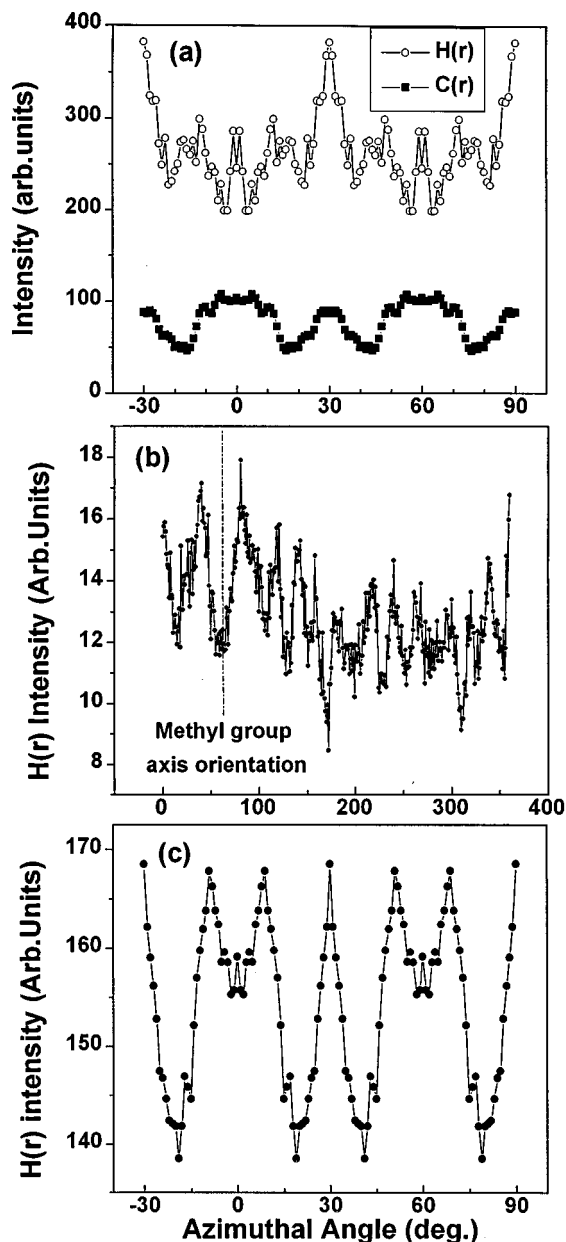 400
(a)
H(r)
C(r)
300
200
100
0
Intensity (arb.units)
-30
0
30
60
90
18
(b)
16
14
12
10
8
H(r) Intensity (Arb.Units)
Methyl group
axis orientation
0
100
200
300
400
170
(c)
160
150
140
H(r) intensity (Arb.Units)
-30
0
30
60
90
Azimuthal Angle (deg.)